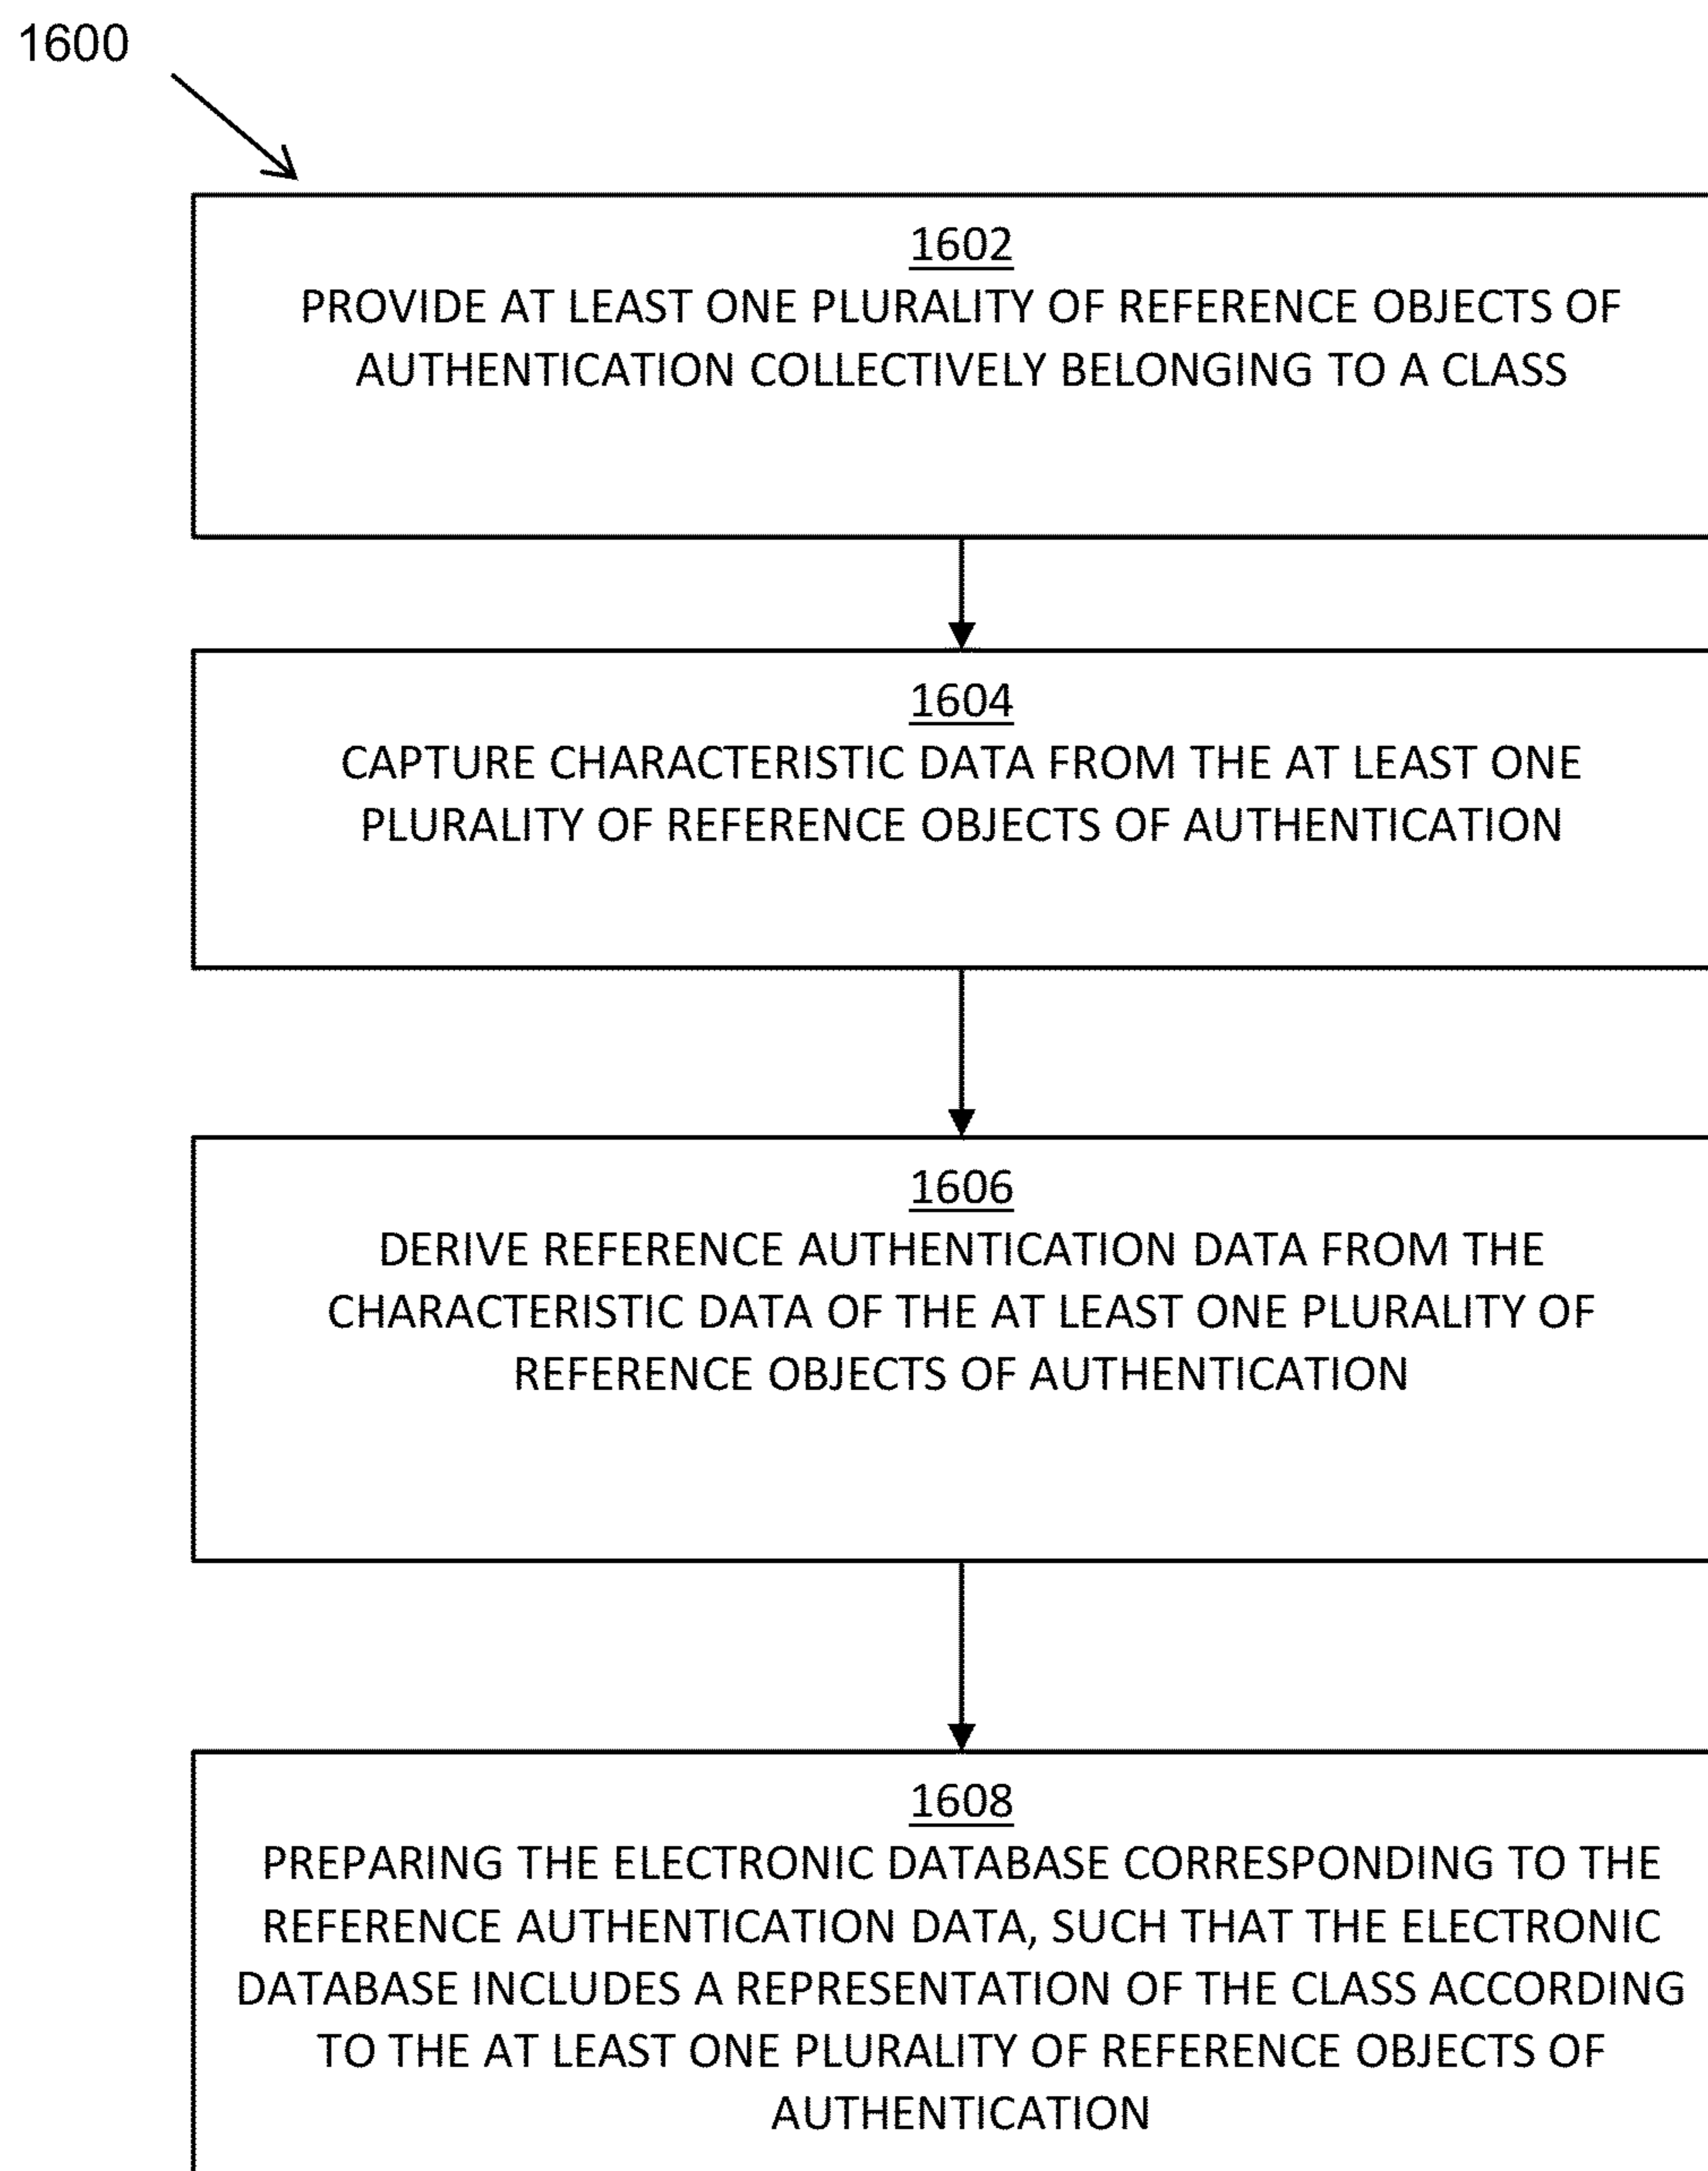 1600
1602
PROVIDE AT LEAST ONE PLURALITY OF REFERENCE OBJECTS OF
AUTHENTICATION COLLECTIVELY BELONGING TO A CLASS
1604
CAPTURE CHARACTERISTIC DATA FROM THE AT LEAST ONE
PLURALITY OF REFERENCE OBJECTS OF AUTHENTICATION
1606
DERIVE REFERENCE AUTHENTICATION DATA FROM THE
CHARACTERISTIC DATA OF THE AT LEAST ONE PLURALITY OF
REFERENCE OBJECTS OF AUTHENTICATION
1608
PREPARING THE ELECTRONIC DATABASE CORRESPONDING TO THE
REFERENCE AUTHENTICATION DATA, SUCH THAT THE ELECTRONIC
DATABASE INCLUDES A REPRESENTATION OF THE CLASS ACCORDING
TO THE AT LEAST ONE PLURALITY OF REFERENCE OBJECTS OF
AUTHENTICATION